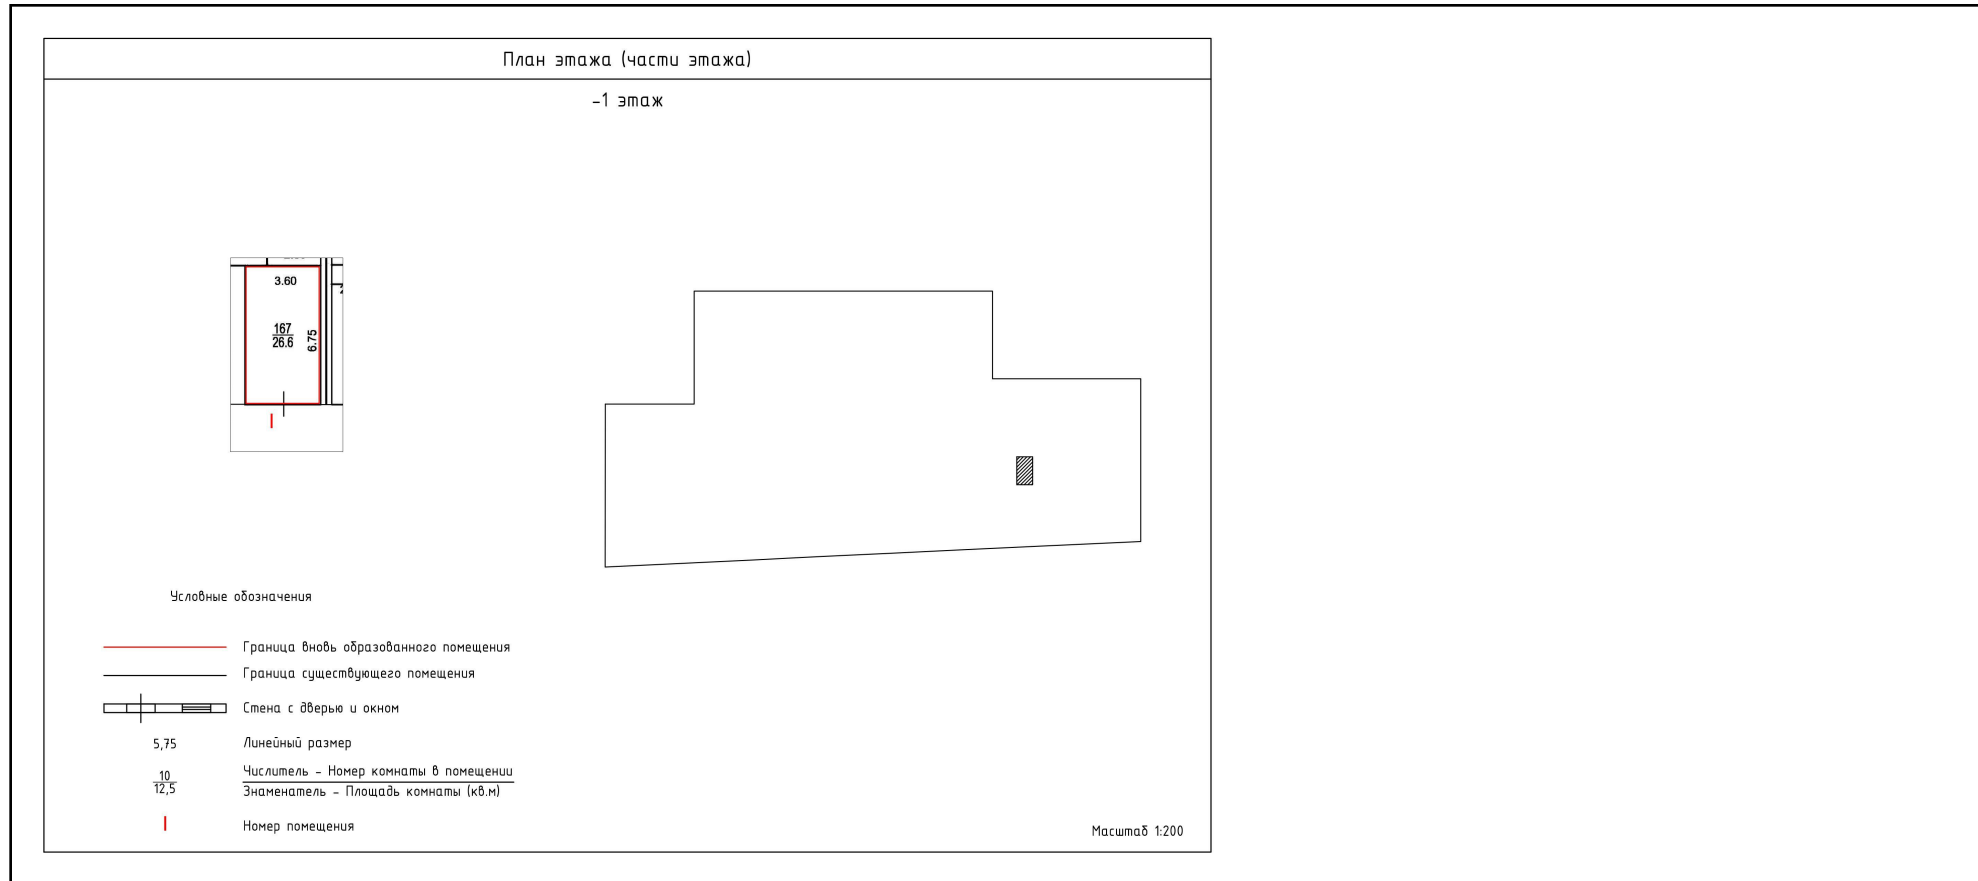 План этажа (части этажа)
-1 этаж
3.60
167
26.6
6.75
I
Условные обозначения
Граница вновь образованного помещения
Граница существующего помещения
Стена с дверью и окном
5,75
Линейный размер
10
12,5
Числитель - Номер комнаты в помещении
Знаменатель - Площадь комнаты (кв.м)
I
Номер помещения
Масштаб 1:200